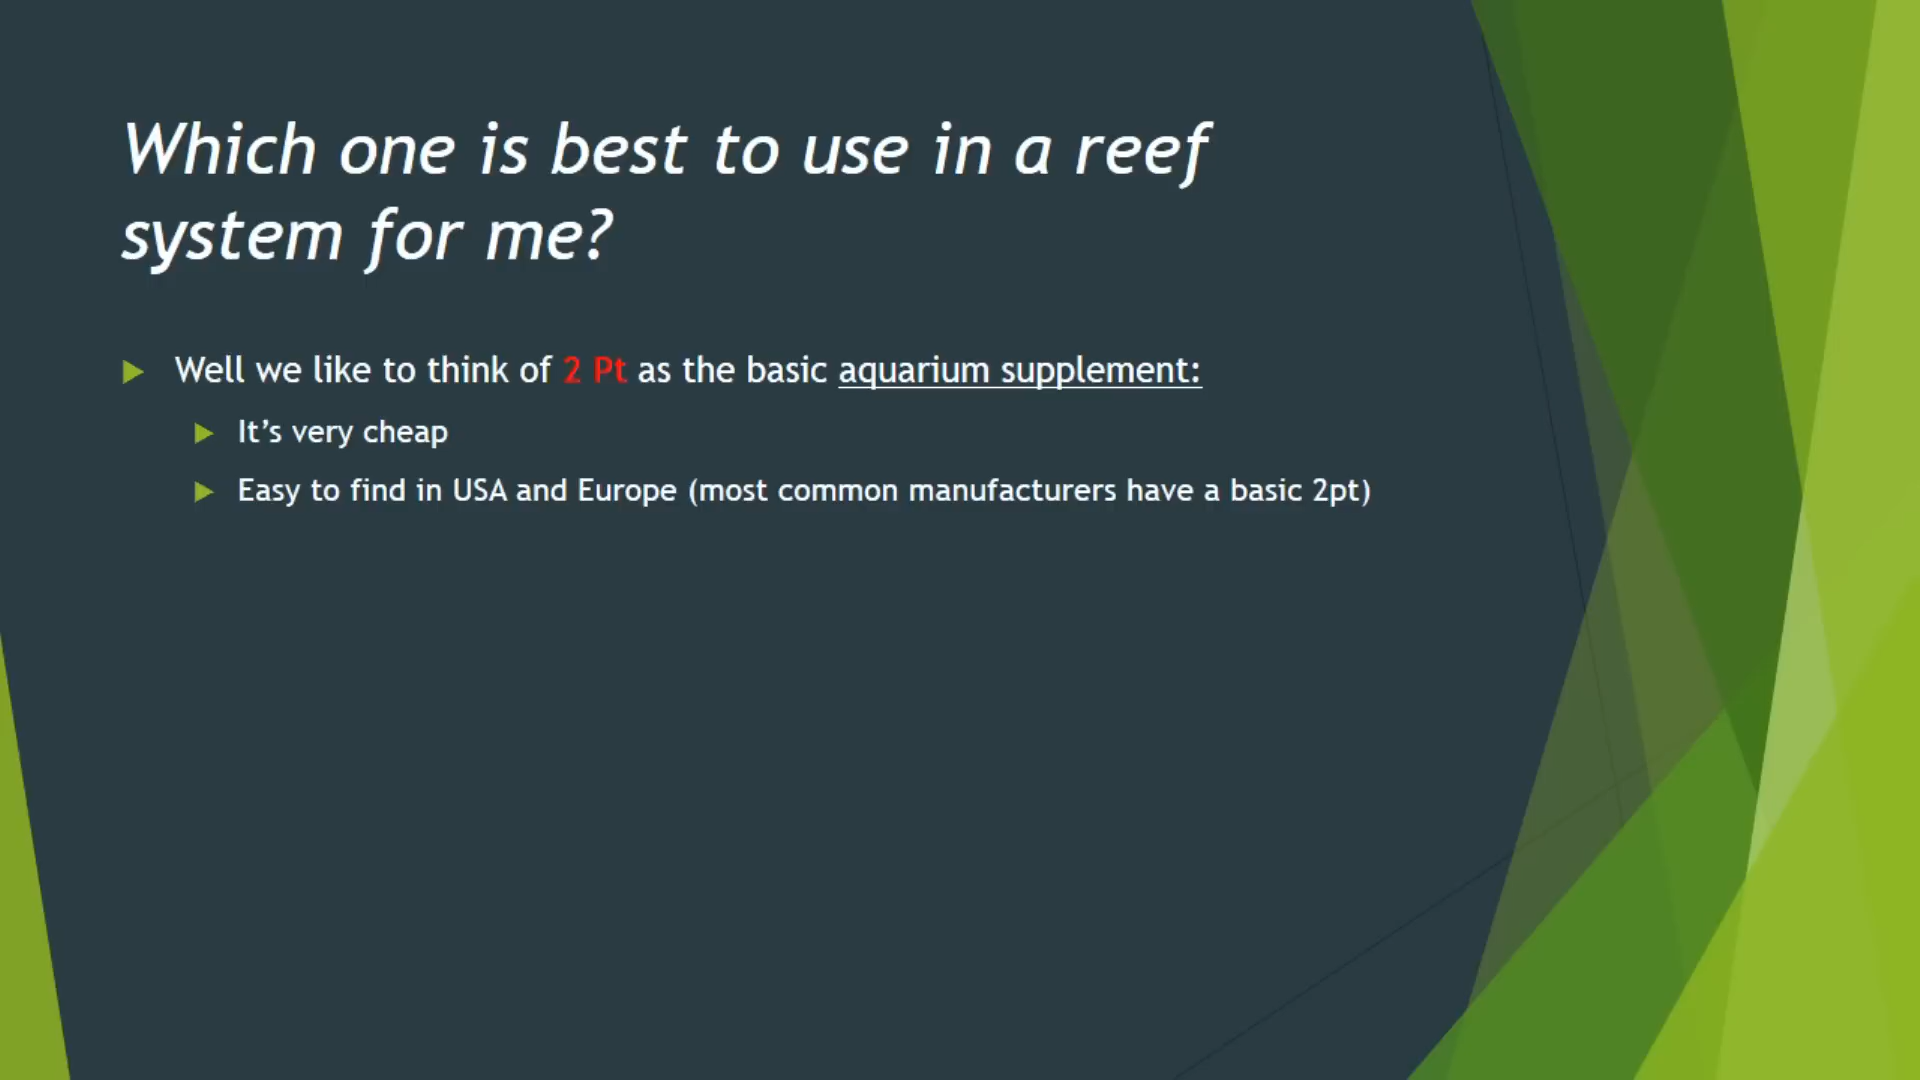 Which one is best to use in a reef
system for me?
Well we like to think of 2 Pt as the basic aquarium supplement:
It’s very cheap
Easy to find in USA and Europe (most common manufacturers have a basic 2pt)